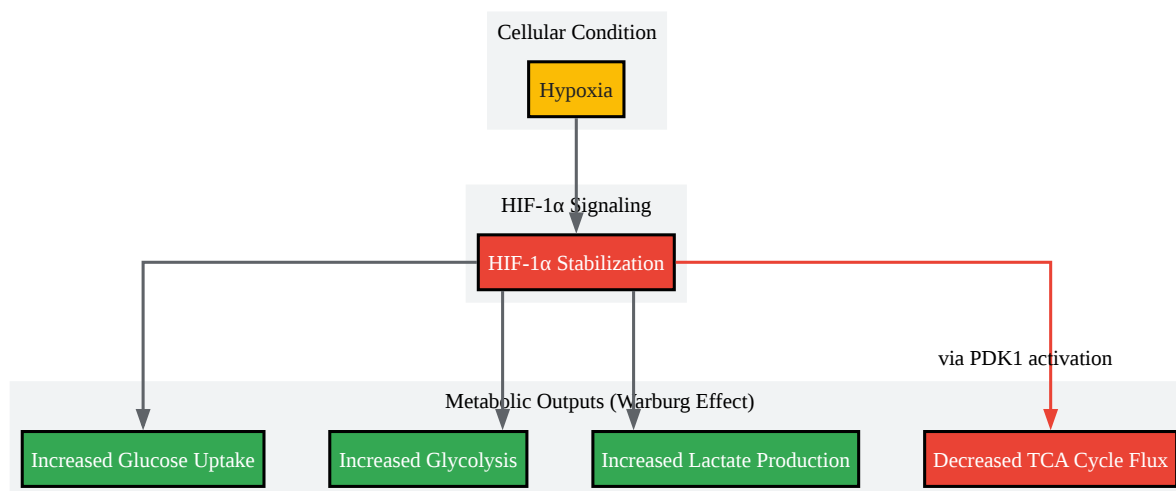 Cellular Condition
Hypoxia
HIF-1α Signaling
HIF-1α Stabilization
via PDK1 activation
Metabolic Outputs (Warburg Effect)
Increased Glucose Uptake
Increased Glycolysis
Increased Lactate Production
Decreased TCA Cycle Flux